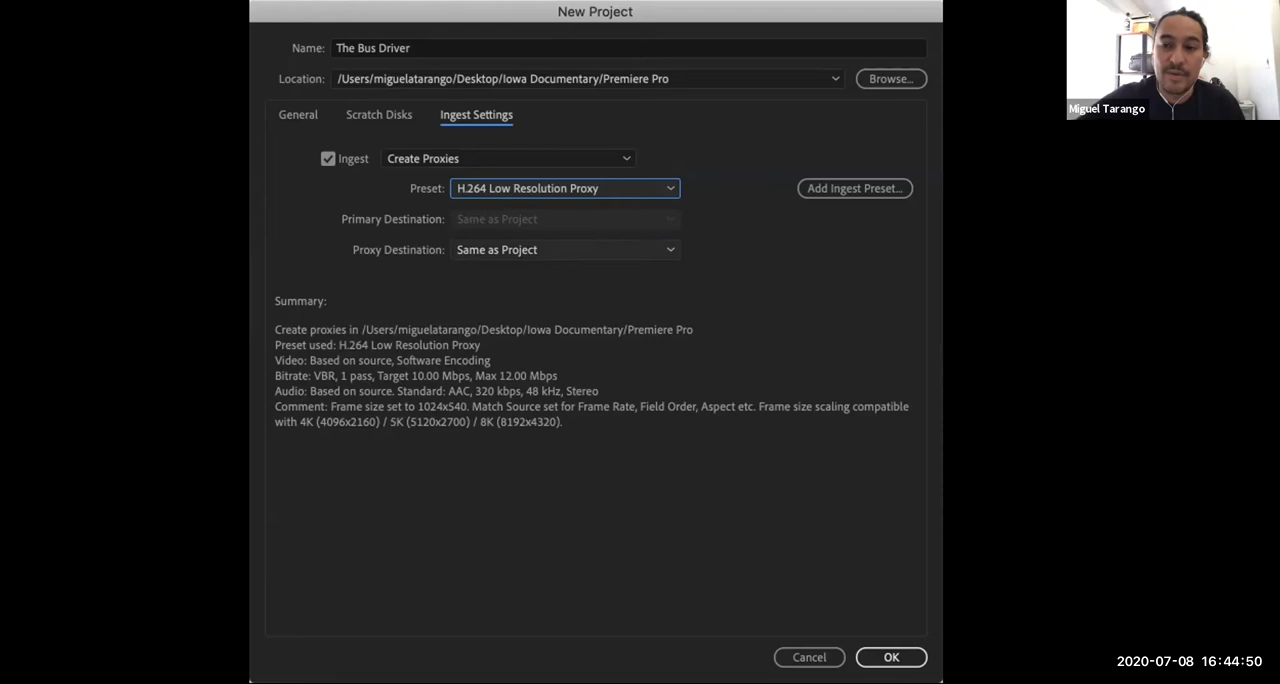 New Project
Name: The Bus Driver
Location: /Users/miguelatarango/Desktop/Iowa Documentary/Premiere Pro Browse...
General Scratch Disks Ingest Settings
Ingest Create Proxies
Preset: H.264 Low Resolution Proxy Add Ingest Preset...
Primary Destination: Same as Project
Proxy Destination: Same as Project
Summary:
Create proxies in /Users/miguelatarango/Desktop/Iowa Documentary/Premiere Pro
Preset used: H.264 Low Resolution Proxy
Video: Based on source, Software Encoding
Bitrate: VBR, 1 pass, Target 10.00 Mbps, Max 12.00 Mbps
Audio: Based on source. Standard: AAC, 320 kbps, 48 kHz, Stereo
Comment: Frame size set to 1024x540. Match Source set for Frame Rate, Field Order, Aspect etc. Frame size scaling compatible
with 4K (4096x2160) / 5K (5120x2700) / 8K (8192x4320).
Cancel OK
Miguel Tarango
2020-07-08 16:44:50